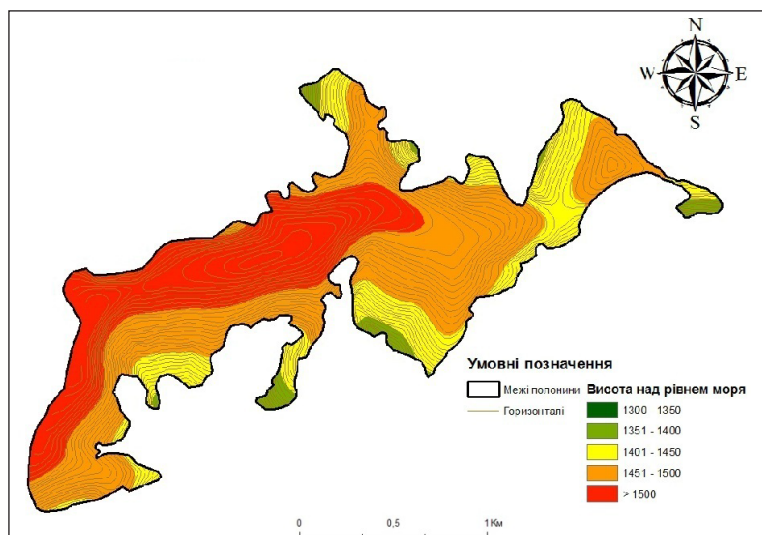 N
W E
S
Умовні позначення
Межі полонини
Горизонталі
Висота над рівнем моря
1300 - 1350
1351 - 1400
1401 - 1450
1451 - 1500
> 1500
0 0,5 1 Км